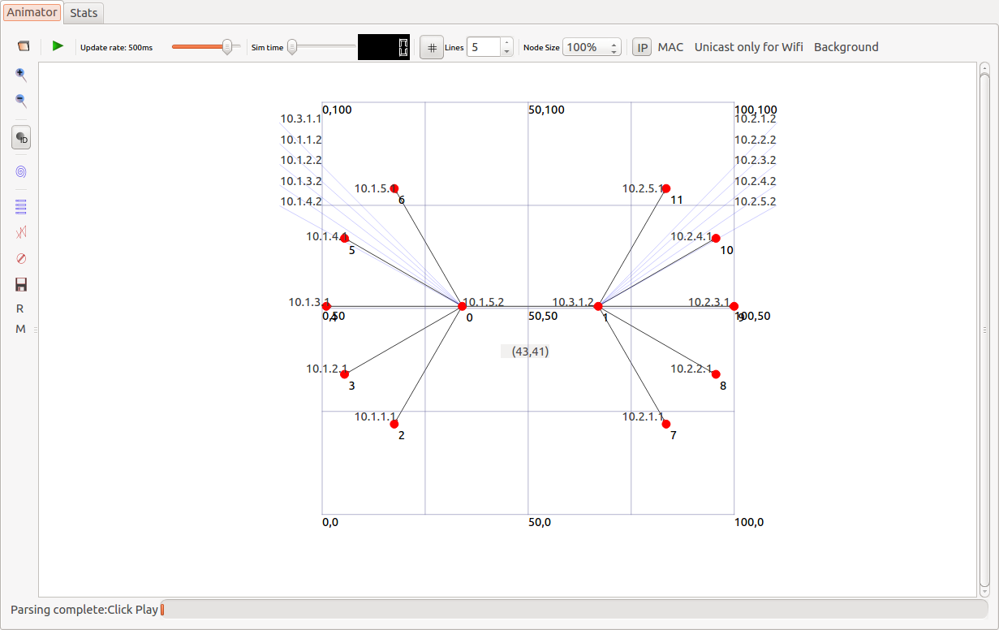 Animator Stats
Update rate: 500ms Sim time 0 # Lines 5 Node Size 100% IP MAC Unicast only for Wifi Background
ID
R
M
0,100 50,100 100,100
10.3.1.1 10.2.1.2
10.1.1.2 10.2.2.2
10.1.2.2 10.2.3.2
10.1.3.2 10.2.4.2
10.1.4.2 10.2.5.2
10.1.5.1 10.2.5.1
6 11
10.1.4.1 10.2.4.1
5 10
10.1.3.1 10.1.5.2 10.3.1.2 10.2.3.1
0,50 4 0 50,50 1 9 100,50
(43,41)
10.1.2.1 10.2.2.1
3 8
10.1.1.1 10.2.1.1
2 7
0,0 50,0 100,0
Parsing complete:Click Play